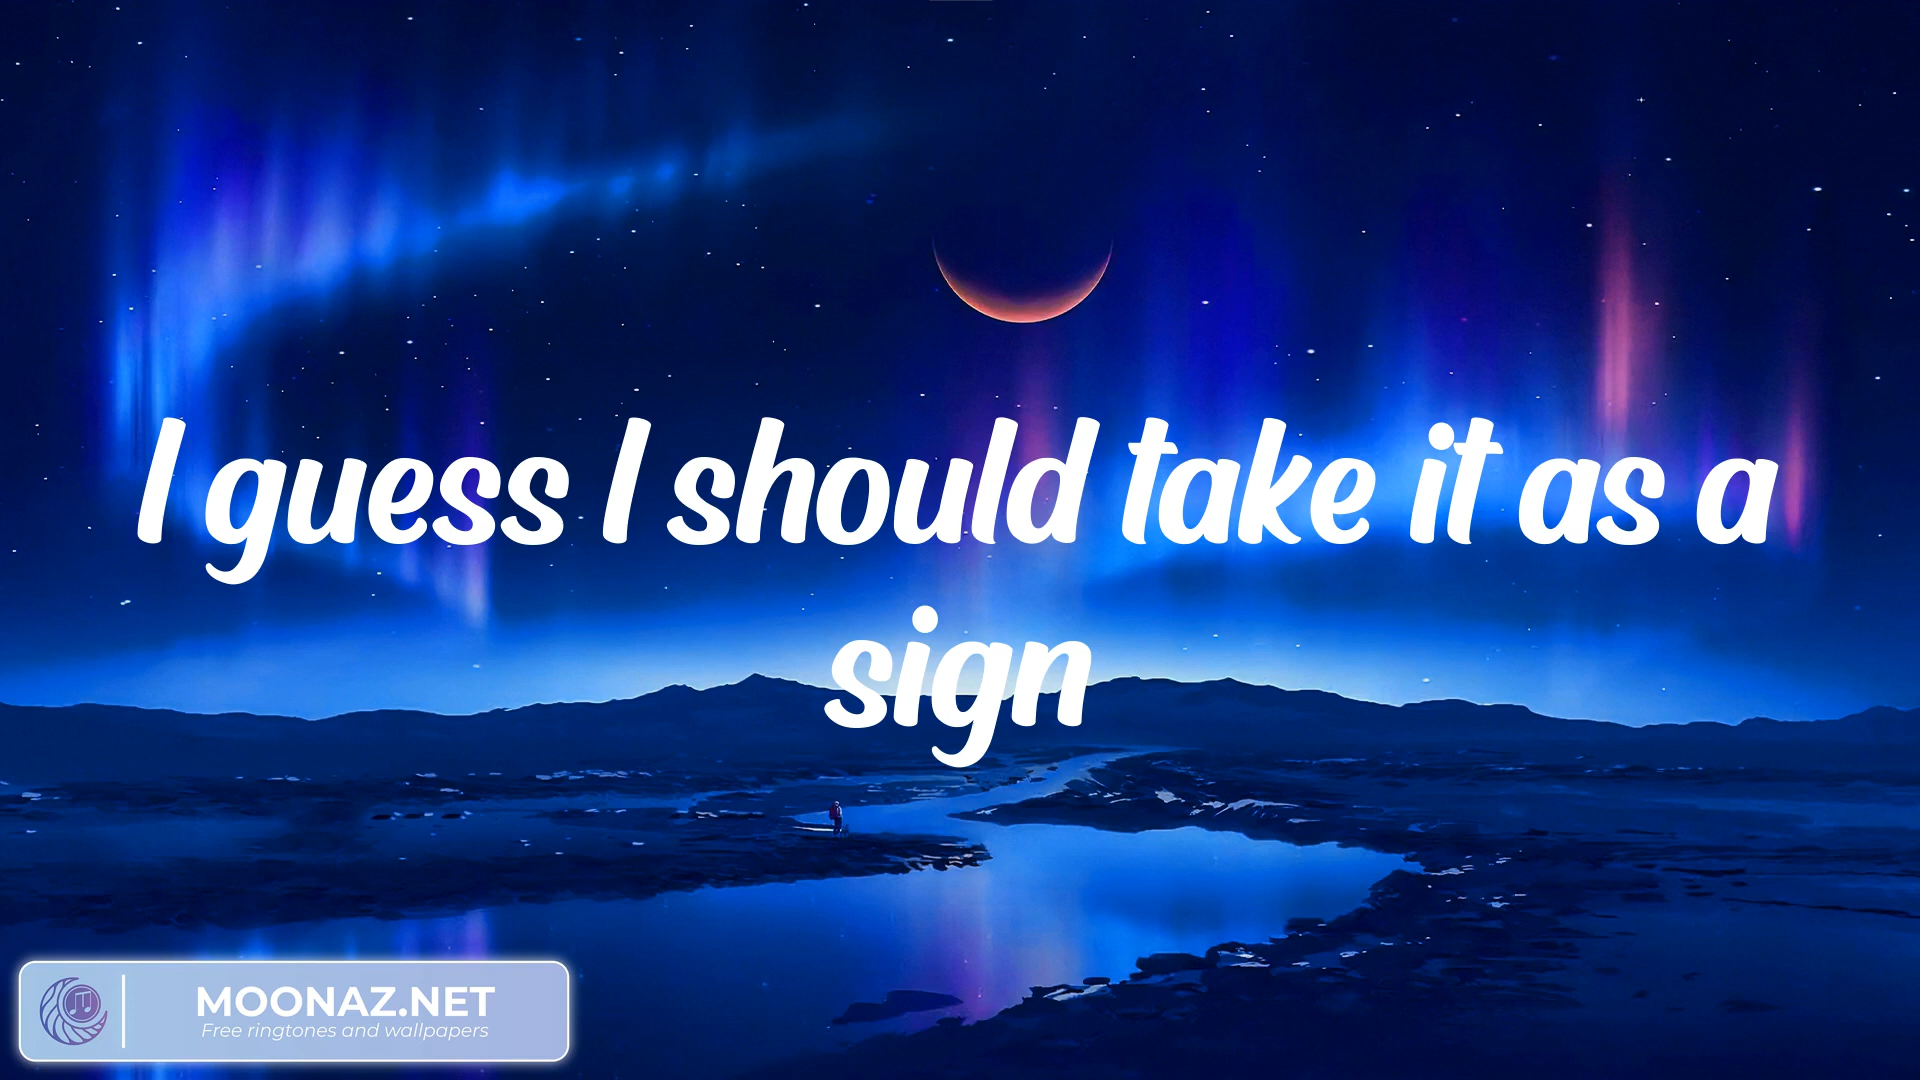 I guess I should take it as a
sign
MOONAZ.NET
Free ringtones and wallpapers